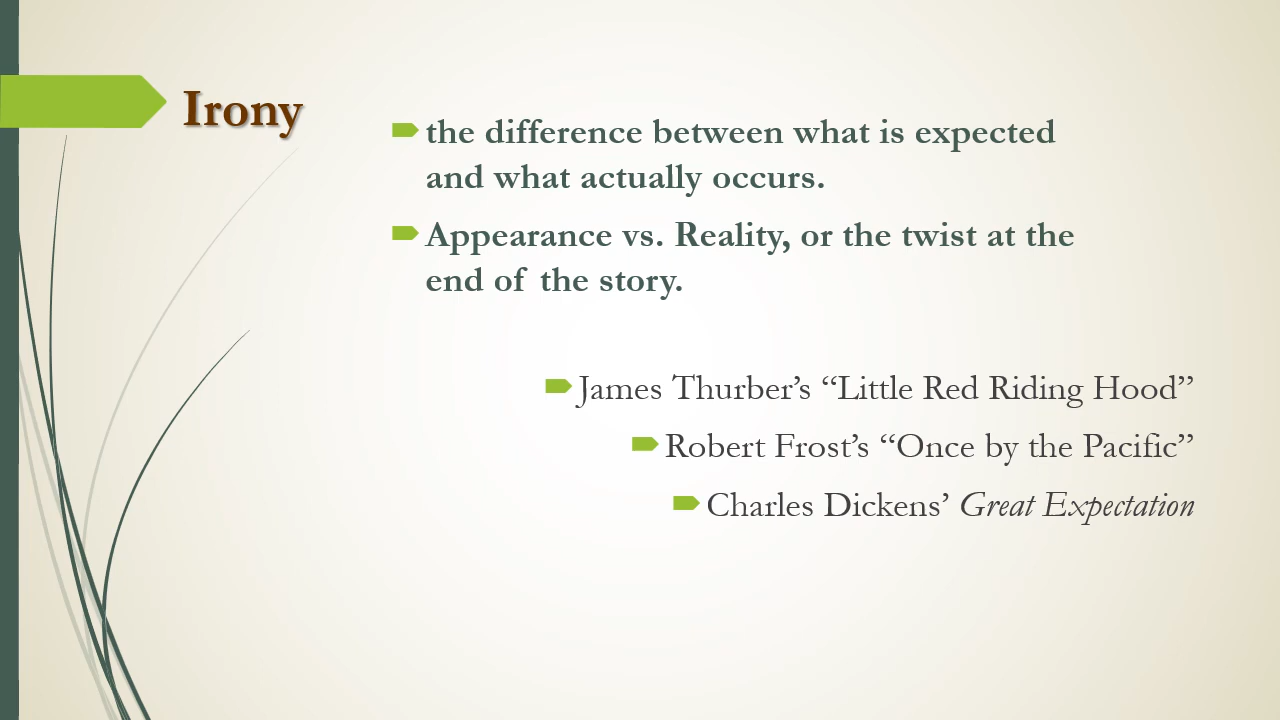 Irony
the difference between what is expected
and what actually occurs.
Appearance vs. Reality, or the twist at the
end of the story.
James Thurber’s “Little Red Riding Hood”
Robert Frost’s “Once by the Pacific”
Charles Dickens’ Great Expectation